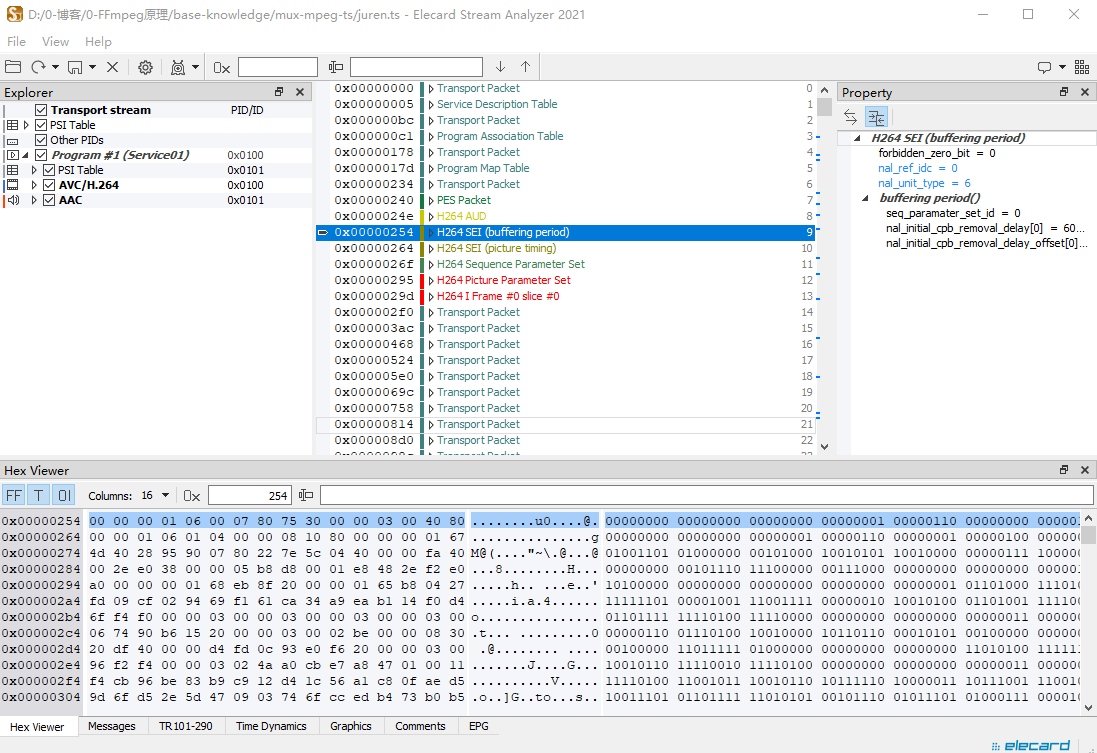 D:/0-博客/0-FFmpeg原理/base-knowledge/mux-mpeg-ts/juren.ts - Elecard Stream Analyzer 2021
File View Help
0x
Explorer
Transport stream PID/ID
PSI Table
Other PIDs
Program #1 (Service01) 0x0100
PSI Table 0x0101
AVC/H.264 0x0100
AAC 0x0101
0x00000000 Transport Packet 0
0x00000005 Service Description Table 1
0x000000bc Transport Packet 2
0x000000c1 Program Association Table 3
0x00000178 Transport Packet 4
0x0000017d Program Map Table 5
0x00000234 Transport Packet 6
0x00000240 PES Packet 7
0x0000024e H264 AUD 8
0x00000254 H264 SEI (buffering period) 9
0x00000264 H264 SEI (picture timing) 10
0x0000026f H264 Sequence Parameter Set 11
0x00000295 H264 Picture Parameter Set 12
0x0000029d H264 I Frame #0 slice #0 13
0x000002f0 Transport Packet 14
0x000003ac Transport Packet 15
0x00000468 Transport Packet 16
0x00000524 Transport Packet 17
0x000005e0 Transport Packet 18
0x0000069c Transport Packet 19
0x00000758 Transport Packet 20
0x00000814 Transport Packet 21
0x000008d0 Transport Packet 22
Property
H264 SEI (buffering period)
forbidden_zero_bit = 0
nal_ref_idc = 0
nal_unit_type = 6
buffering period()
seq_paramater_set_id = 0
nal_initial_cpb_removal_delay[0] = 60...
nal_initial_cpb_removal_delay_offset[0]...
Hex Viewer
FF T 0I Columns: 16 0x 254
0x00000254 00 00 00 01 06 00 07 80 75 30 00 00 03 00 40 80 ........u0....@. 00000000 00000000 00000000 00000001 00000110 00000000 000001
0x00000264 00 00 01 06 01 04 00 00 08 10 80 00 00 00 01 67 ...............g 00000000 00000000 00000001 00000110 00000001 00000100 000000
0x00000274 4d 40 28 95 90 07 80 22 7e 5c 04 40 00 00 fa 40 M@(...."~\.@...@ 01001101 01000000 00101000 10010101 10010000 00000111 100000
0x00000284 00 2e e0 38 00 00 05 b8 d8 00 01 e8 48 2e f2 e0 ...8........H... 00000000 00101110 11100000 00111000 00000000 00000000 000001
0x00000294 a0 00 00 00 01 68 eb 8f 20 00 00 01 65 b8 04 27 .....h.. ...e..' 10100000 00000000 00000000 00000000 00000001 01101000 111010
0x000002a4 fd 09 cf 02 94 69 f1 61 ca 34 a9 ea b1 14 f0 d4 .....i.a.4...... 11111101 00001001 11001111 00000010 10010100 01101001 111100
0x000002b4 6f f4 f0 00 00 03 00 00 03 00 00 03 00 00 03 00 o............... 01101111 11110100 11110000 00000000 00000000 00000011 000000
0x000002c4 06 74 90 b6 15 20 00 00 03 00 02 be 00 00 08 30 .t... .........0 00000110 01110100 10010000 10110110 00010101 00100000 000000
0x000002d4 20 df 40 00 00 d4 fd 0c 93 e0 f6 20 00 00 03 00 .@........ .... 00100000 11011111 01000000 00000000 00000000 11010100 111111
0x000002e4 96 f2 f4 00 00 03 02 4a a0 cb e7 a8 47 01 00 11 .......J....G... 10010110 11110010 11110100 00000000 00000000 00000011 000000
0x000002f4 f4 cb 96 be 83 b9 c9 12 d4 1c 56 a1 c8 0f ae d5 ..........V..... 11110100 11001011 10010110 10111110 10000011 10111001 110010
0x00000304 9d 6f d5 2e 5d 47 09 03 74 6f cc ed b4 73 b0 b5 .o..]G..to...s.. 10011101 01101111 11010101 00101110 01011101 01000111 000010
Hex Viewer Messages TR101-290 Time Dynamics Graphics Comments EPG
elecard